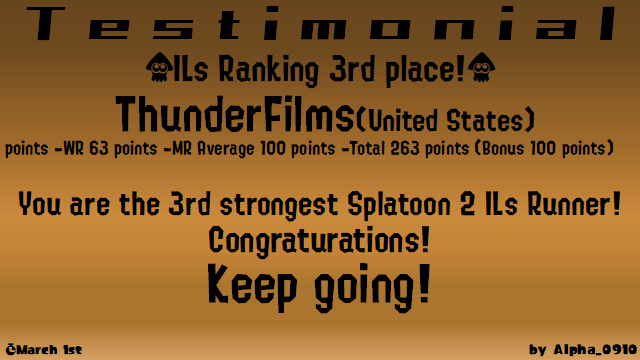 Testimonial
ILs Ranking 3rd place!
ThunderFilms(United States)
points -WR 63 points -MR Average 100 points -Total 263 points (Bonus 100 points)
You are the 3rd strongest Splatoon 2 ILs Runner!
Congraturations!
Keep going!
March 1st
by Alpha_0910